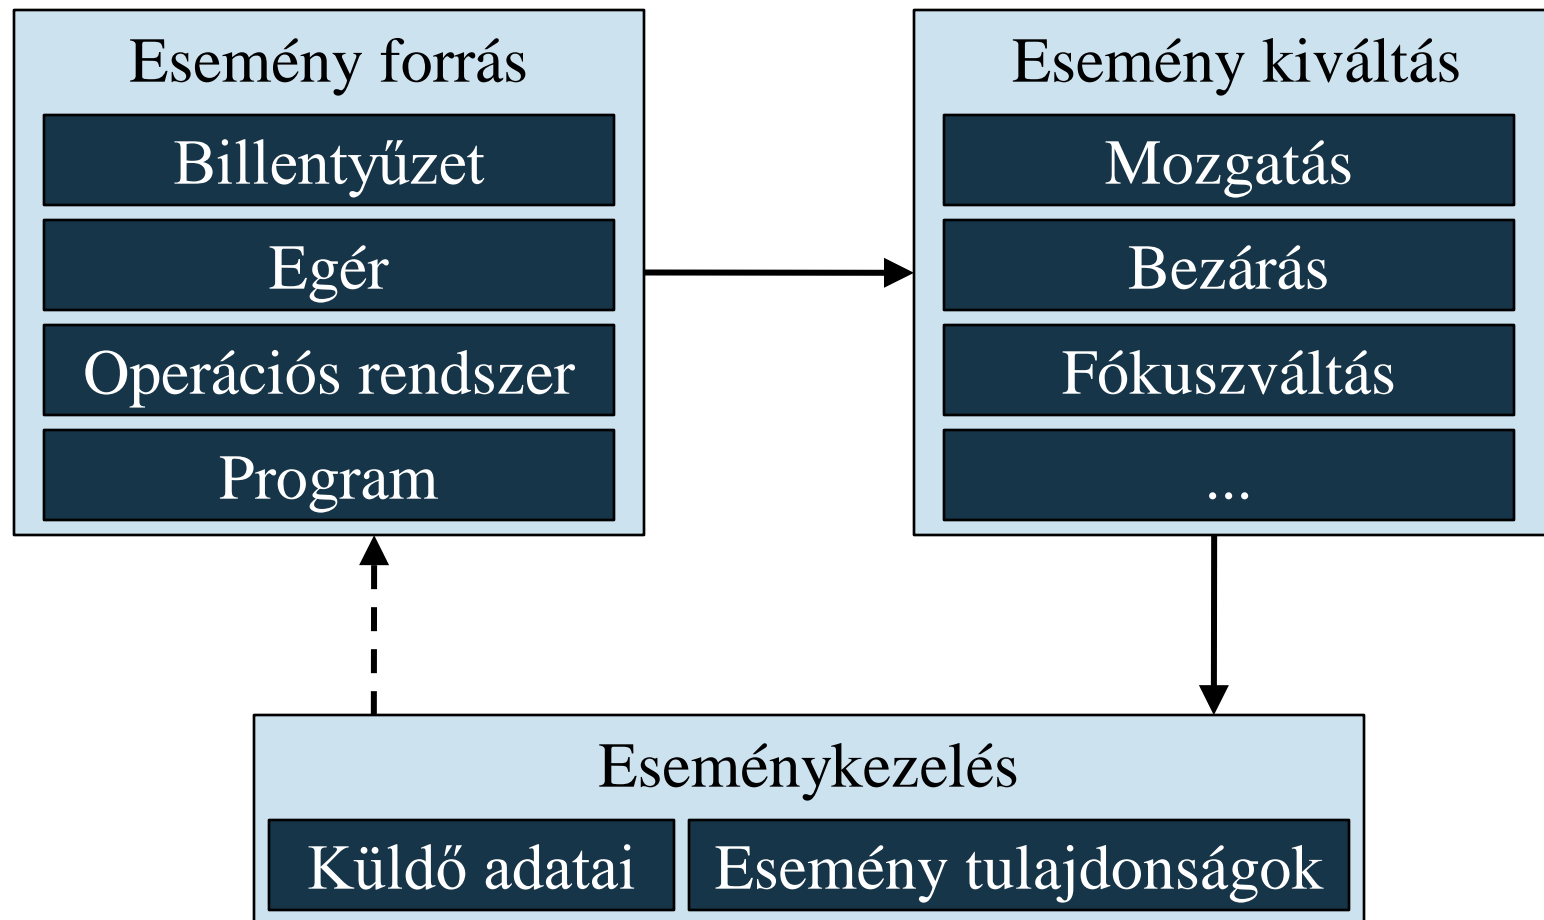 Esemény forrás
Billentyűzet
Egér
Operációs rendszer
Program
Esemény kiváltás
Mozgatás
Bezárás
Fókuszváltás
...
Eseménykezelés
Küldő adatai
Esemény tulajdonságok